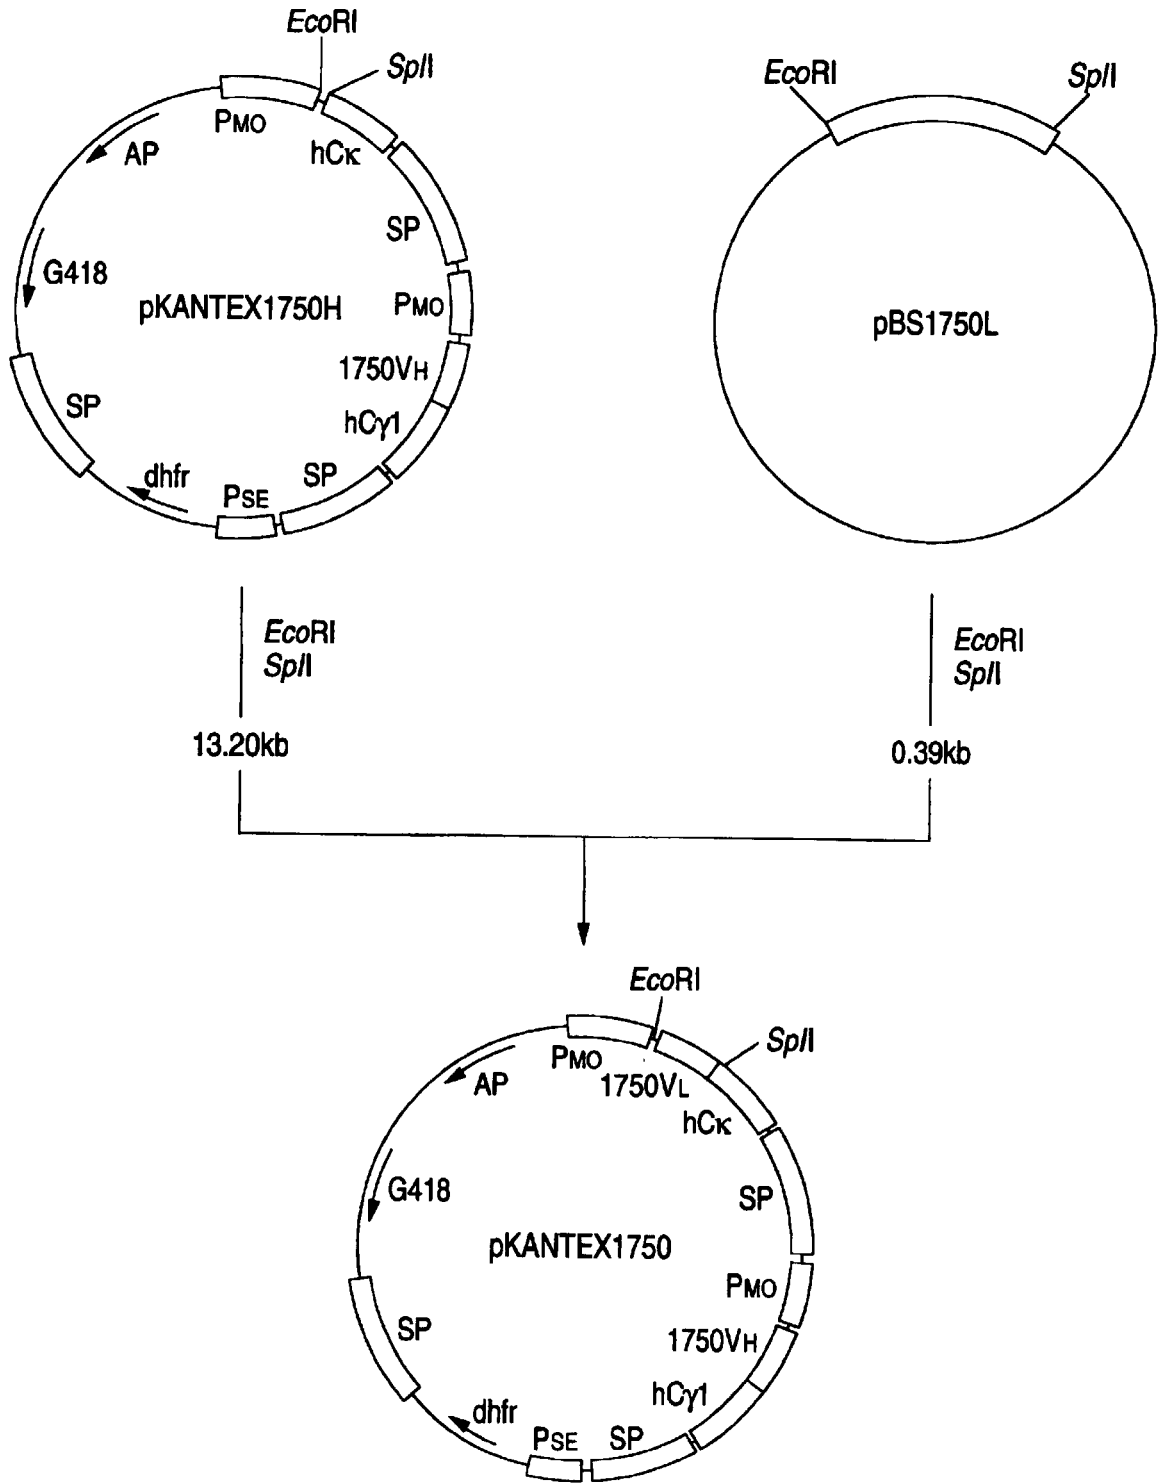 EcoRI
SplI
PMO
hCκ
AP
SP
G418
pKANTEX1750H
PMO
1750VH
hCγ1
SP
SP
dhfr
PSE
EcoRI
SplI
pBS1750L
EcoRI
SplI
13.20kb
EcoRI
SplI
0.39kb
EcoRI
SplI
PMO
1750VL
AP
hCκ
G418
SP
pKANTEX1750
PMO
1750VH
SP
hCγ1
dhfr
PSE
SP